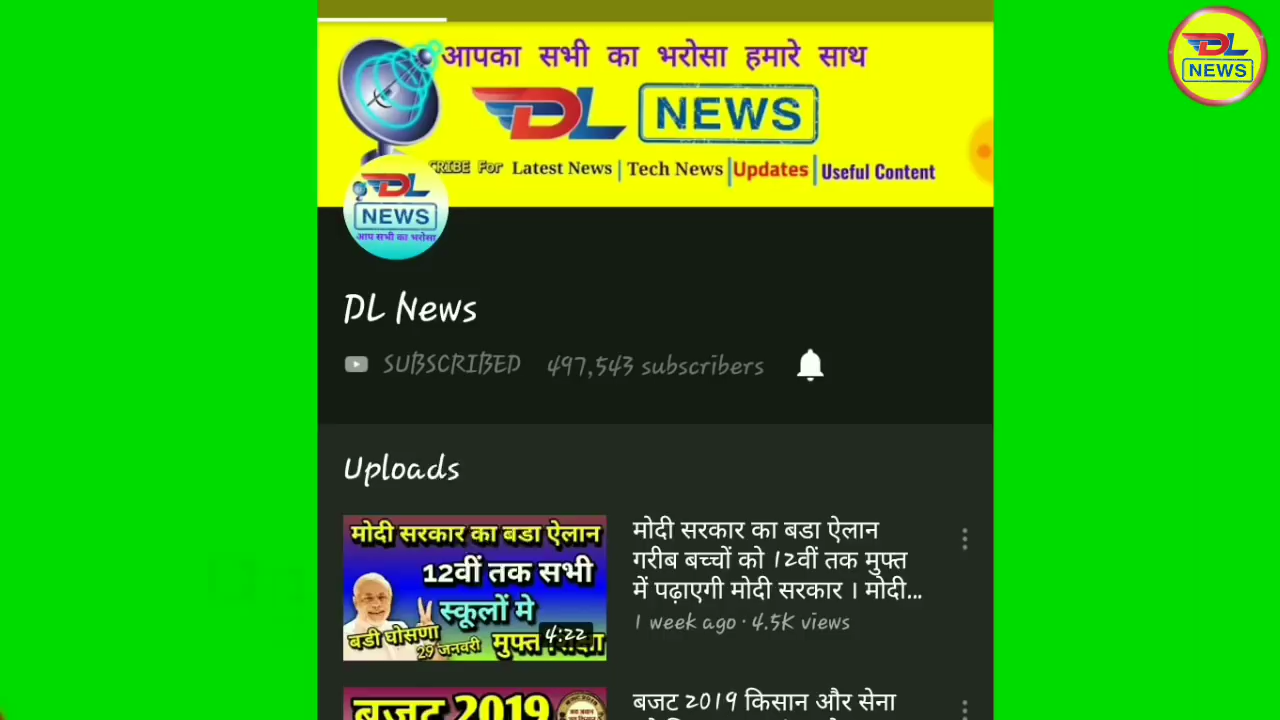 आपका सभी का भरोसा हमारे साथ
DL NEWS
DL
NEWS
For Latest News | Tech News | Updates | Useful Content
DL
NEWS
आप सभी का भरोसा
DL News
SUBSCRIBED 497,543 subscribers
Uploads
मोदी सरकार का बडा ऐलान
12वीं तक सभी
स्कूलों मे
बडी घोसणा
29 जनवरी
मुफ्त
4:22
मोदी सरकार का बडा ऐलान
गरीब बच्चों को 12वीं तक मुफ्त
में पढ़ाएगी मोदी सरकार । मोदी...
1 week ago · 4.5K views
बजट 2019
बजट 2019 किसान और सेना